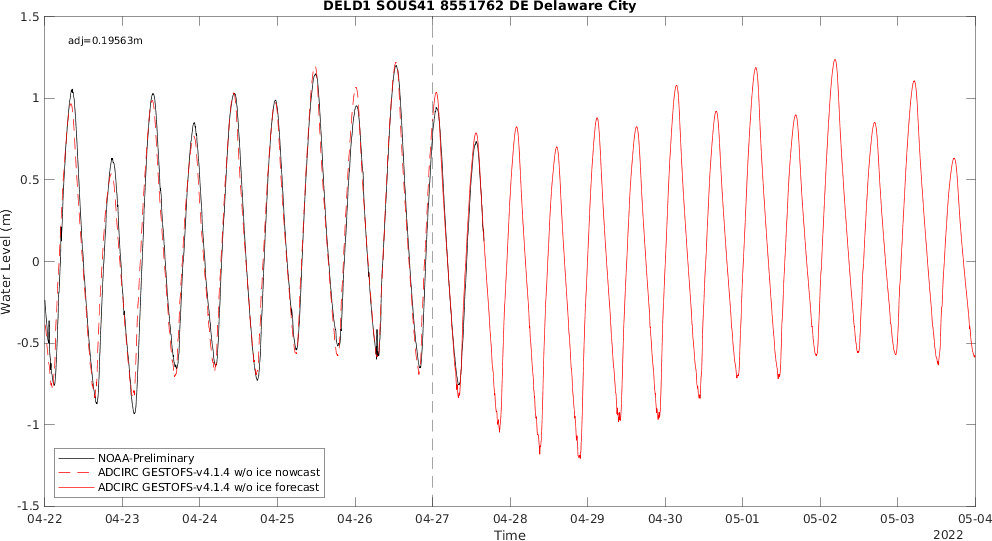 DELD1 SOUS41 8551762 DE Delaware City
adj=0.19563m
1.5
1
0.5
0
-0.5
-1
-1.5
Water Level (m)
NOAA-Preliminary
ADCIRC GESTOFS-v4.1.4 w/o ice nowcast
ADCIRC GESTOFS-v4.1.4 w/o ice forecast
04-22 04-23 04-24 04-25 04-26 04-27 04-28 04-29 04-30 05-01 05-02 05-03 05-04
Time
2022